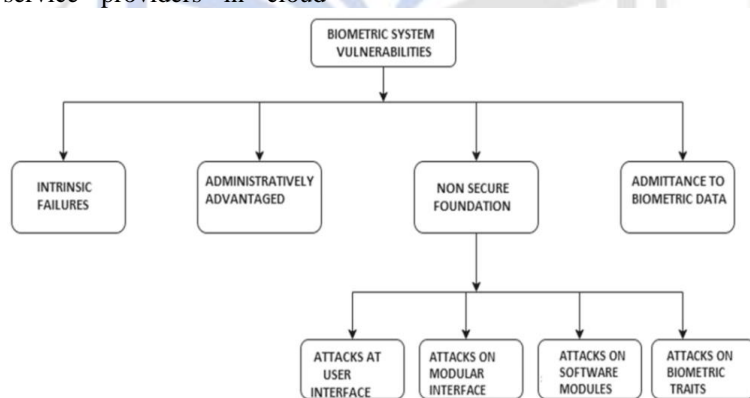 service providers in cloud
BIOMETRIC SYSTEM
VULNERABILITIES
INTRINSIC
FAILURES
ADMINISTRATIVELY
ADVANTAGED
NON SECURE
FOUNDATION
ADMITTANCE TO
BIOMETRIC DATA
ATTACKS AT
USER
INTERFACE
ATTACKS ON
MODULAR
INTERFACE
ATTACKS ON
SOFTWARE
MODULES
ATTACKS ON
BIOMETRIC
TRAITS